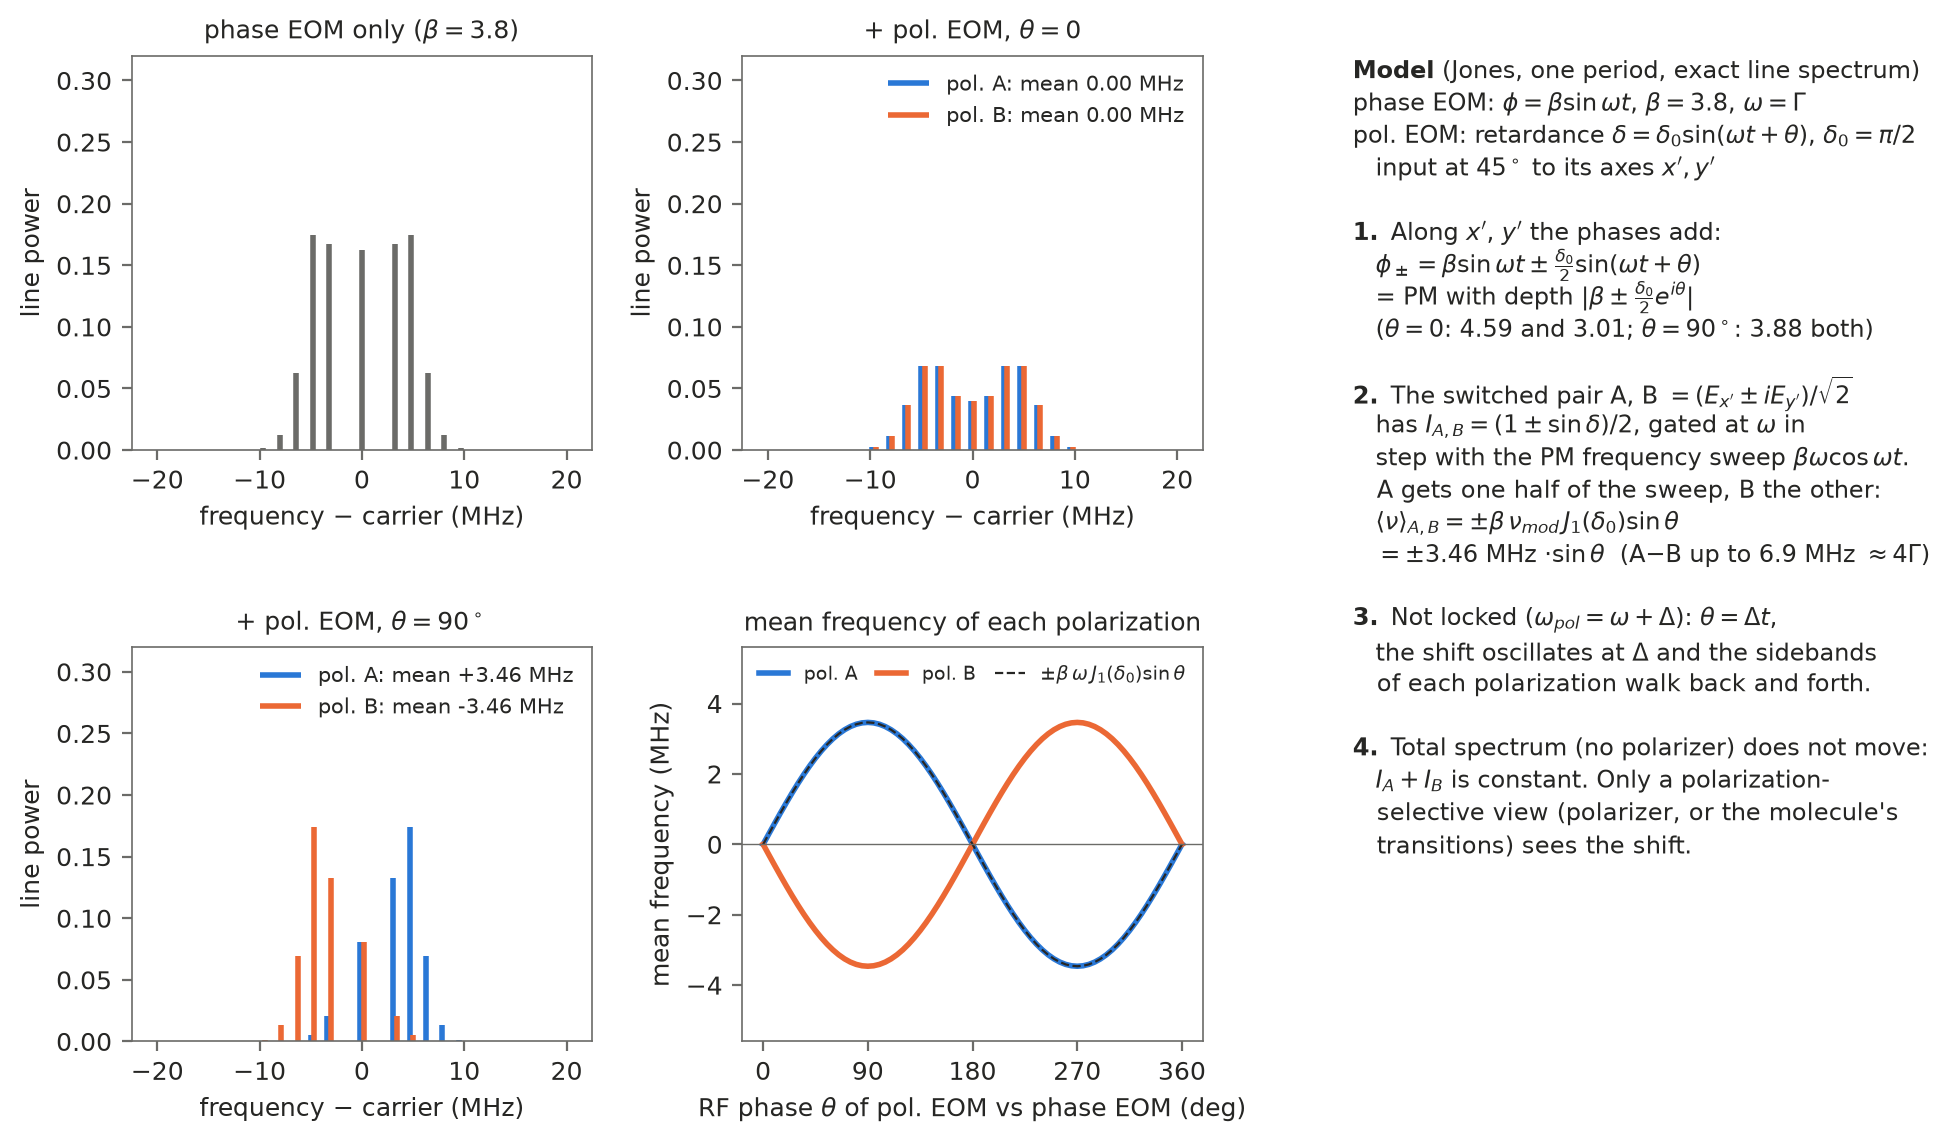 phase EOM only (β = 3.8)
line power
0.30
0.25
0.20
0.15
0.10
0.05
0.00
−20
−10
0
10
20
frequency − carrier (MHz)
+ pol. EOM, θ = 0
pol. A: mean 0.00 MHz
pol. B: mean 0.00 MHz
line power
0.30
0.25
0.20
0.15
0.10
0.05
0.00
−20
−10
0
10
20
frequency − carrier (MHz)
+ pol. EOM, θ = 90°
pol. A: mean +3.46 MHz
pol. B: mean -3.46 MHz
line power
0.30
0.25
0.20
0.15
0.10
0.05
0.00
−20
−10
0
10
20
frequency − carrier (MHz)
mean frequency of each polarization
pol. A
pol. B
±β ω J₁(δ₀)sin θ
mean frequency (MHz)
4
2
0
−2
−4
0
90
180
270
360
RF phase θ of pol. EOM vs phase EOM (deg)
Model (Jones, one period, exact line spectrum)
phase EOM: ϕ = β sin ωt, β = 3.8, ω = Γ
pol. EOM: retardance δ = δ₀sin(ωt + θ), δ₀ = π/2
input at 45° to its axes x′, y′
1. Along x′, y′ the phases add:
ϕ± = β sin ωt ± δ₀/2 sin(ωt + θ)
= PM with depth |β ± δ₀/2 e^{iθ}|
(θ = 0: 4.59 and 3.01; θ = 90°: 3.88 both)
2. The switched pair A, B = (E_{x′} ± iE_{y′})/√2
has I_{A,B} = (1 ± sin δ)/2, gated at ω in
step with the PM frequency sweep βω cos ωt.
A gets one half of the sweep, B the other:
⟨ν⟩_{A,B} = ±β ν_{mod} J₁(δ₀)sin θ
= ±3.46 MHz ·sin θ (A−B up to 6.9 MHz ≈ 4Γ)
3. Not locked (ω_{pol} = ω + Δ): θ = Δt,
the shift oscillates at Δ and the sidebands
of each polarization walk back and forth.
4. Total spectrum (no polarizer) does not move:
I_A + I_B is constant. Only a polarization-
selective view (polarizer, or the molecule's
transitions) sees the shift.